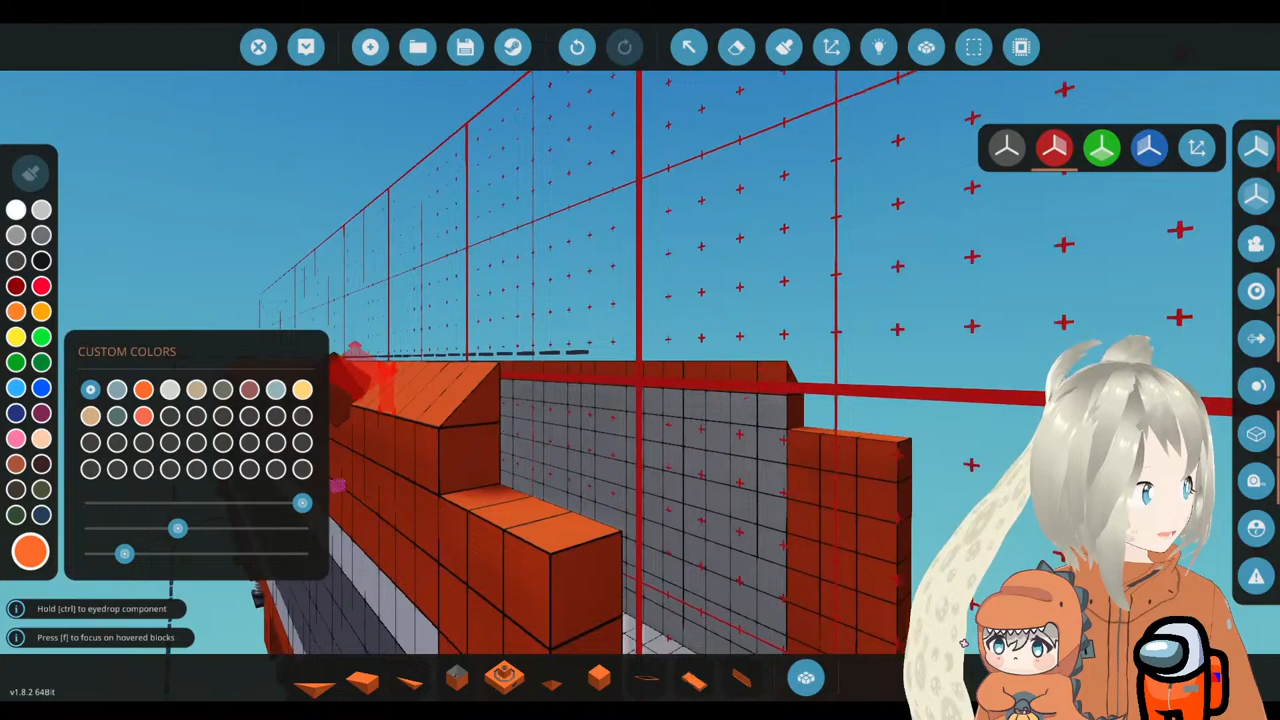 CUSTOM COLORS
Hold [ctrl] to eyedrop component
Press [f] to focus on hovered blocks
v1.8.2 64Bit